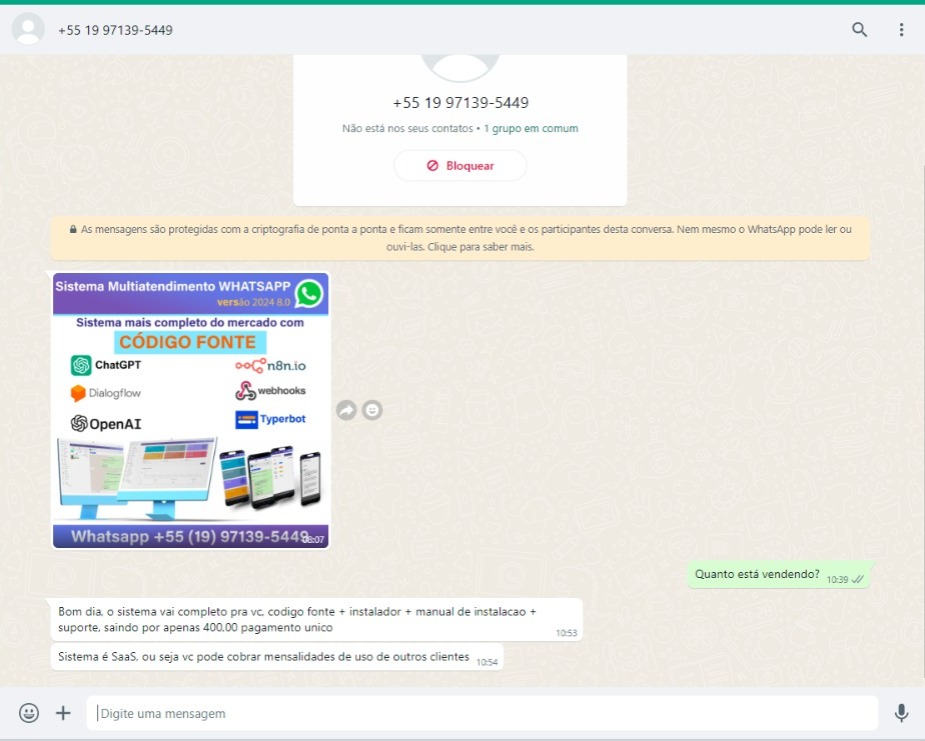 +55 19 97139-5449
+55 19 97139-5449
Não está nos seus contatos • 1 grupo em comum
Bloquear
As mensagens são protegidas com a criptografia de ponta a ponta e ficam somente entre você e os participantes desta conversa. Nem mesmo o WhatsApp pode ler ou
ouvi-las. Clique para saber mais.
Sistema Multiatendimento WHATSAPP
versão 2024 8.0
Sistema mais completo do mercado com
CÓDIGO FONTE
ChatGPT
n8n.io
Dialogflow
webhooks
OpenAI
Typerbot
Whatsapp +55 (19) 97139-5449
08:07
Quanto está vendendo?
10:39
Bom dia, o sistema vai completo pra vc, codigo fonte + instalador + manual de instalacao +
suporte, saindo por apenas 400,00 pagamento unico
10:53
Sistema é SaaS, ou seja vc pode cobrar mensalidades de uso de outros clientes
10:54
Digite uma mensagem